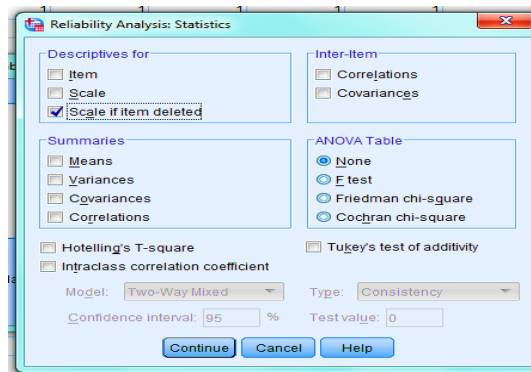 Reliability Analysis: Statistics
Descriptives for
Item
Scale
Scale if item deleted
Inter-Item
Correlations
Covariances
Summaries
Means
Variances
Covariances
Correlations
ANOVA Table
None
F test
Friedman chi-square
Cochran chi-square
Hotelling's T-square
Tukey's test of additivity
Intraclass correlation coefficient
Model: Two-Way Mixed Type: Consistency
Confidence interval: 95 % Test value: 0
Continue Cancel Help